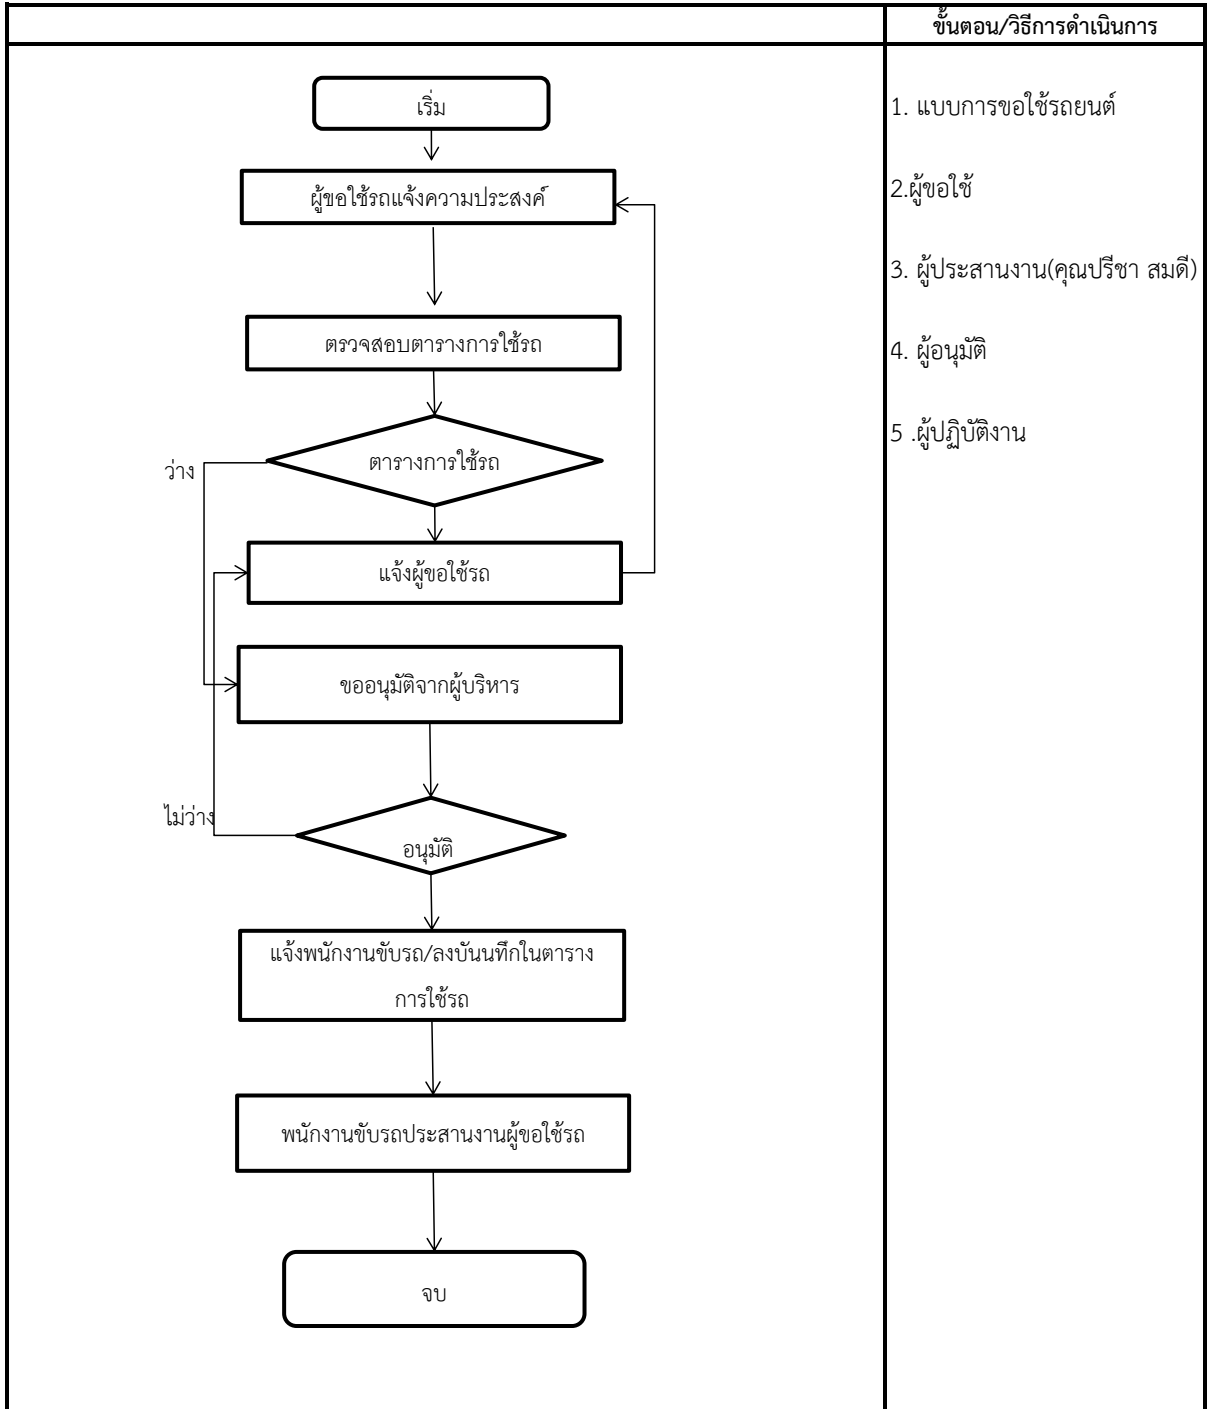 ขั้นตอน/วิธีการดำเนินการ
เริ่ม
ผู้ขอใช้รถแจ้งความประสงค์
ตรวจสอบตารางการใช้รถ
ตารางการใช้รถ
ว่าง
แจ้งผู้ขอใช้รถ
ขออนุมัติจากผู้บริหาร
ไม่ว่าง
อนุมัติ
แจ้งพนักงานขับรถ/ลงบันนทึกในตาราง
การใช้รถ
พนักงานขับรถประสานงานผู้ขอใช้รถ
จบ
1. แบบการขอใช้รถยนต์
2.ผู้ขอใช้
3. ผู้ประสานงาน(คุณปรีชา สมดี)
4. ผู้อนุมัติ
5 .ผู้ปฏิบัติงาน